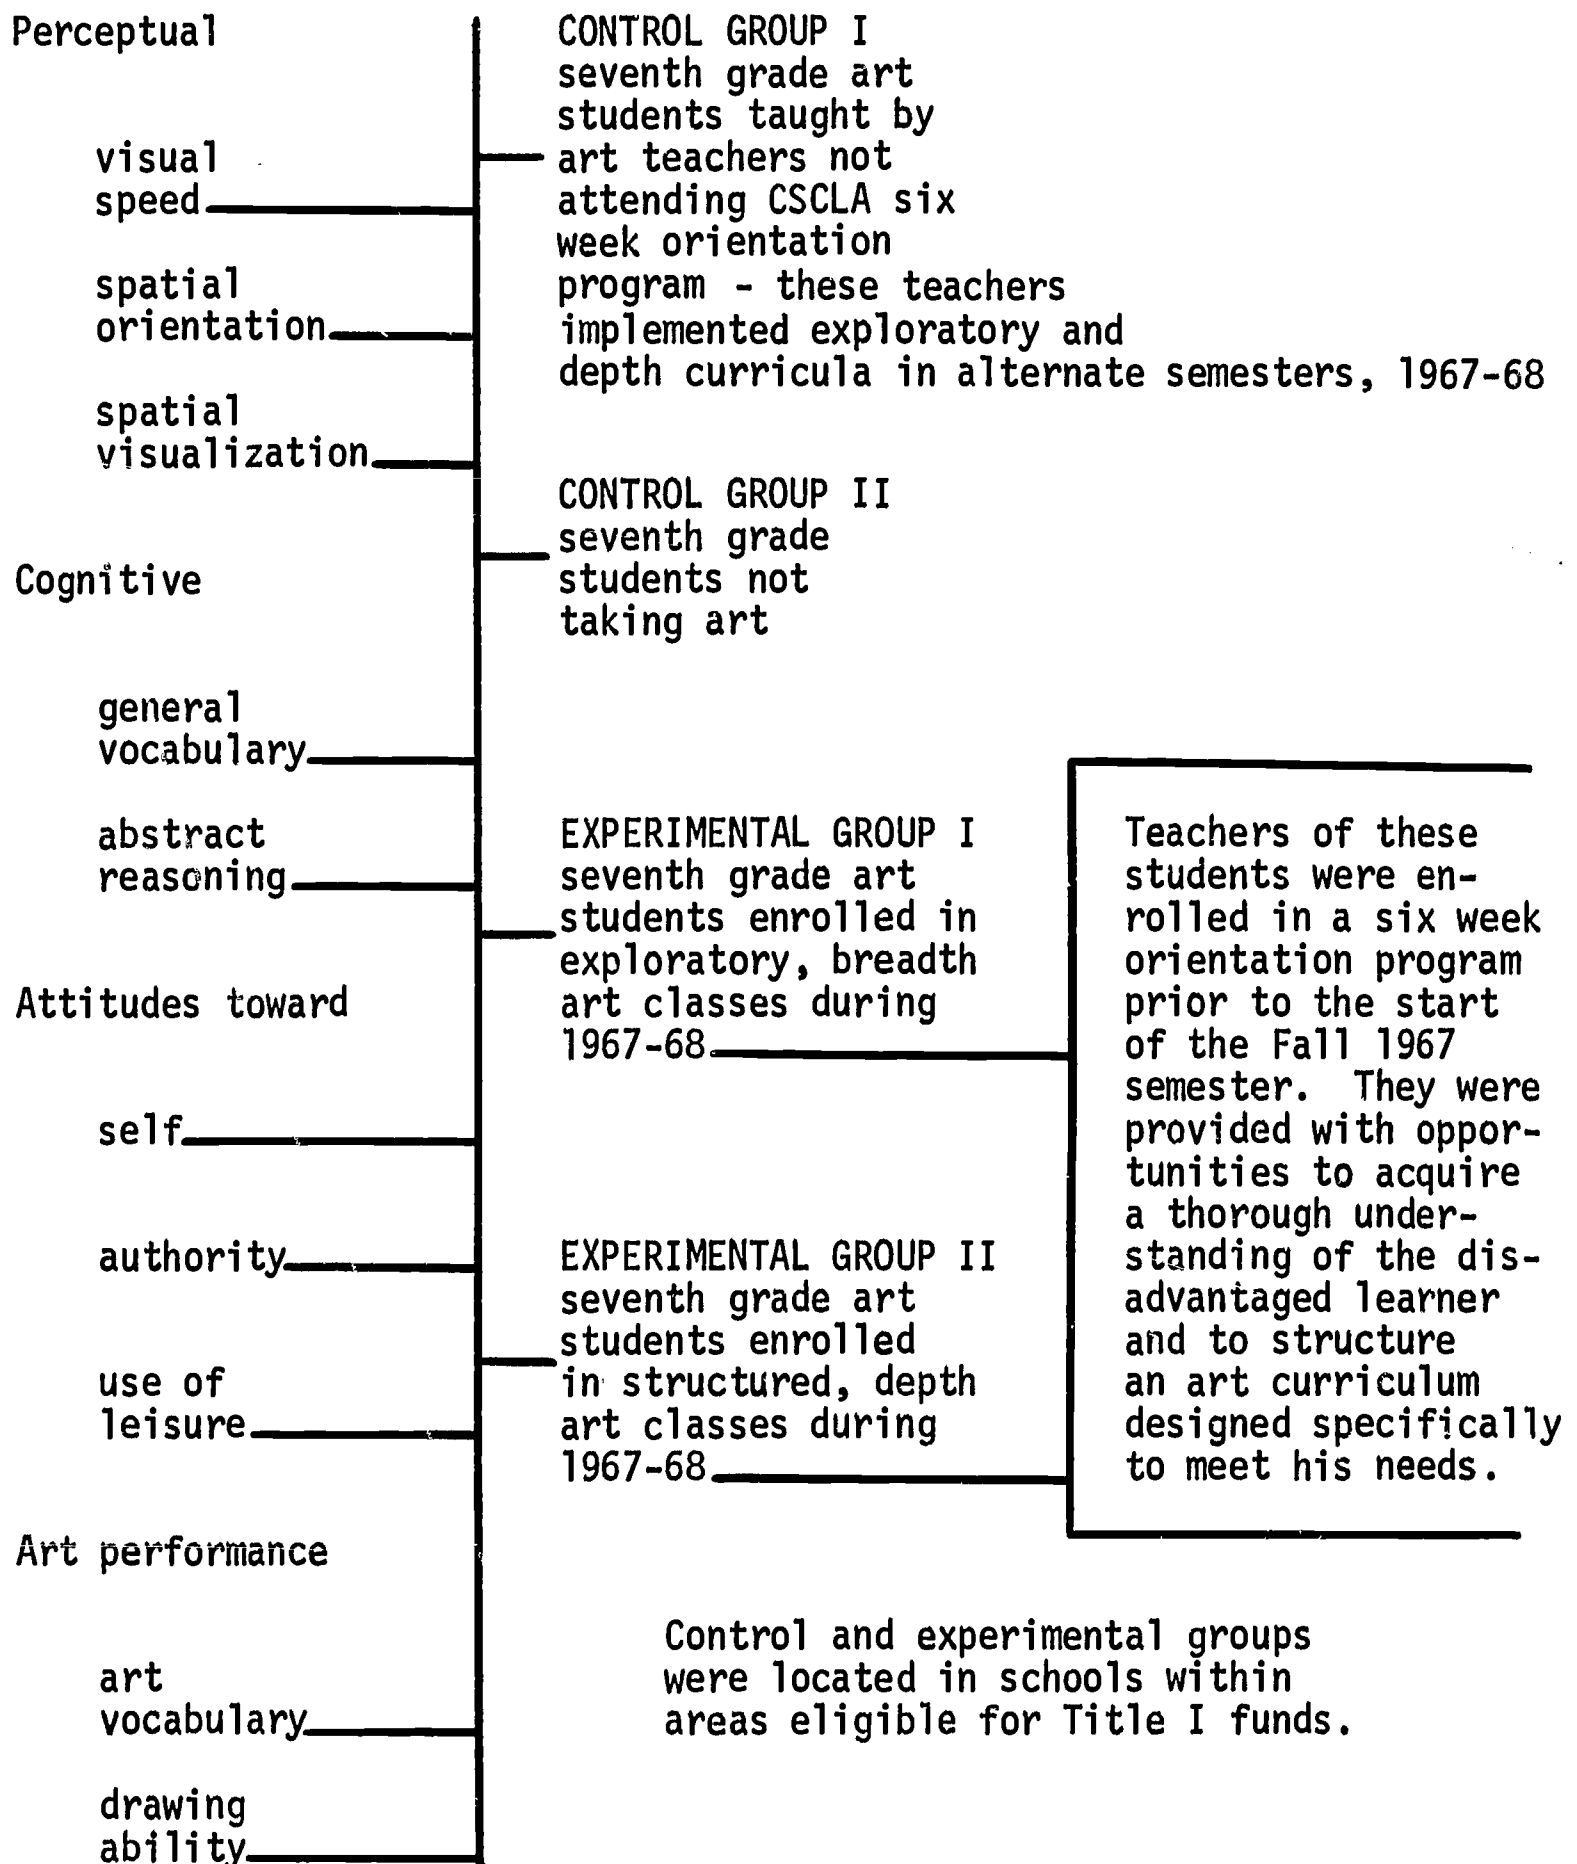 Perceptual
visual
speed
spatial
orientation
spatial
visualization
Cognitive
general
vocabulary
abstract
reasoning
Attitudes toward
self
authority
use of
leisure
Art performance
art
vocabulary
drawing
ability
CONTROL GROUP I
seventh grade art
students taught by
art teachers not
attending CSCLA six
week orientation
program - these teachers
implemented exploratory and
depth curricula in alternate semesters, 1967-68
CONTROL GROUP II
seventh grade
students not
taking art
EXPERIMENTAL GROUP I
seventh grade art
students enrolled in
exploratory, breadth
art classes during
1967-68
EXPERIMENTAL GROUP II
seventh grade art
students enrolled
in structured, depth
art classes during
1967-68
Teachers of these
students were en-
rolled in a six week
orientation program
prior to the start
of the Fall 1967
semester. They were
provided with oppor-
tunities to acquire
a thorough under-
standing of the dis-
advantaged learner
and to structure
an art curriculum
designed specifically
to meet his needs.
Control and experimental groups
were located in schools within
areas eligible for Title I funds.